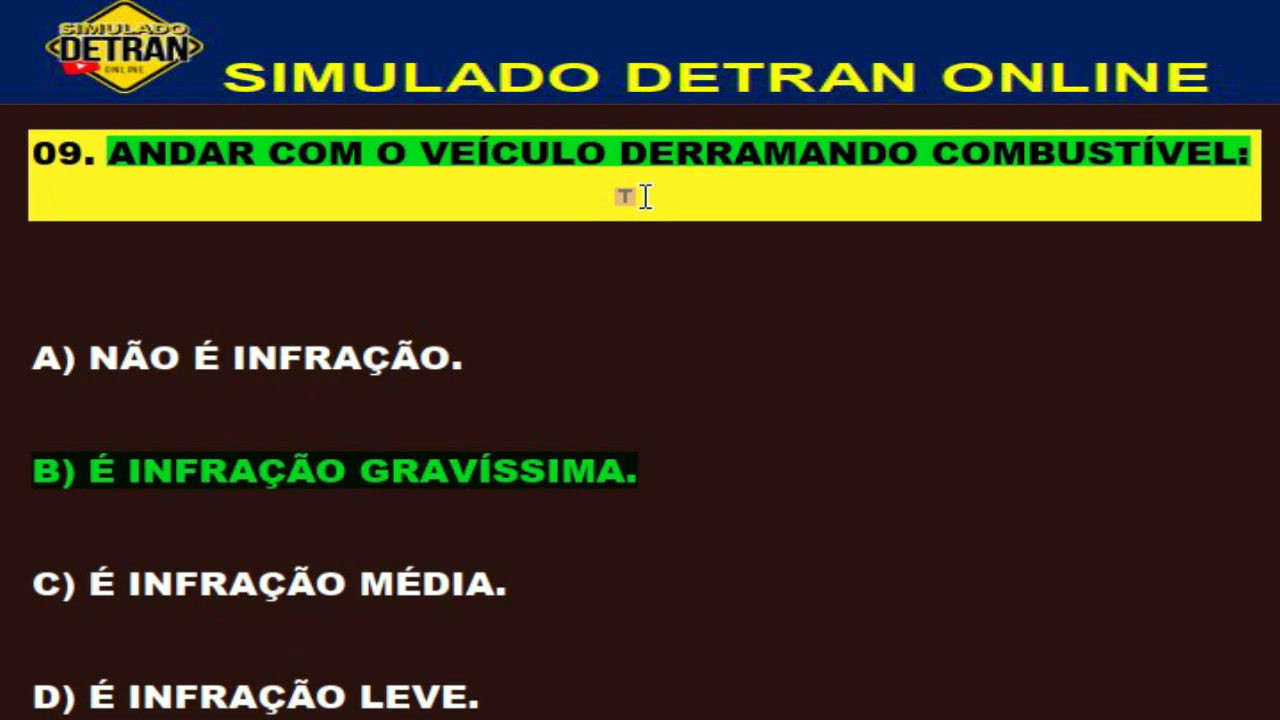 SIMULADO
DETRAN
ONLINE
SIMULADO DETRAN ONLINE
09. ANDAR COM O VEÍCULO DERRAMANDO COMBUSTÍVEL:
T
A) NÃO É INFRAÇÃO.
B) É INFRAÇÃO GRAVÍSSIMA.
C) É INFRAÇÃO MÉDIA.
D) É INFRAÇÃO LEVE.